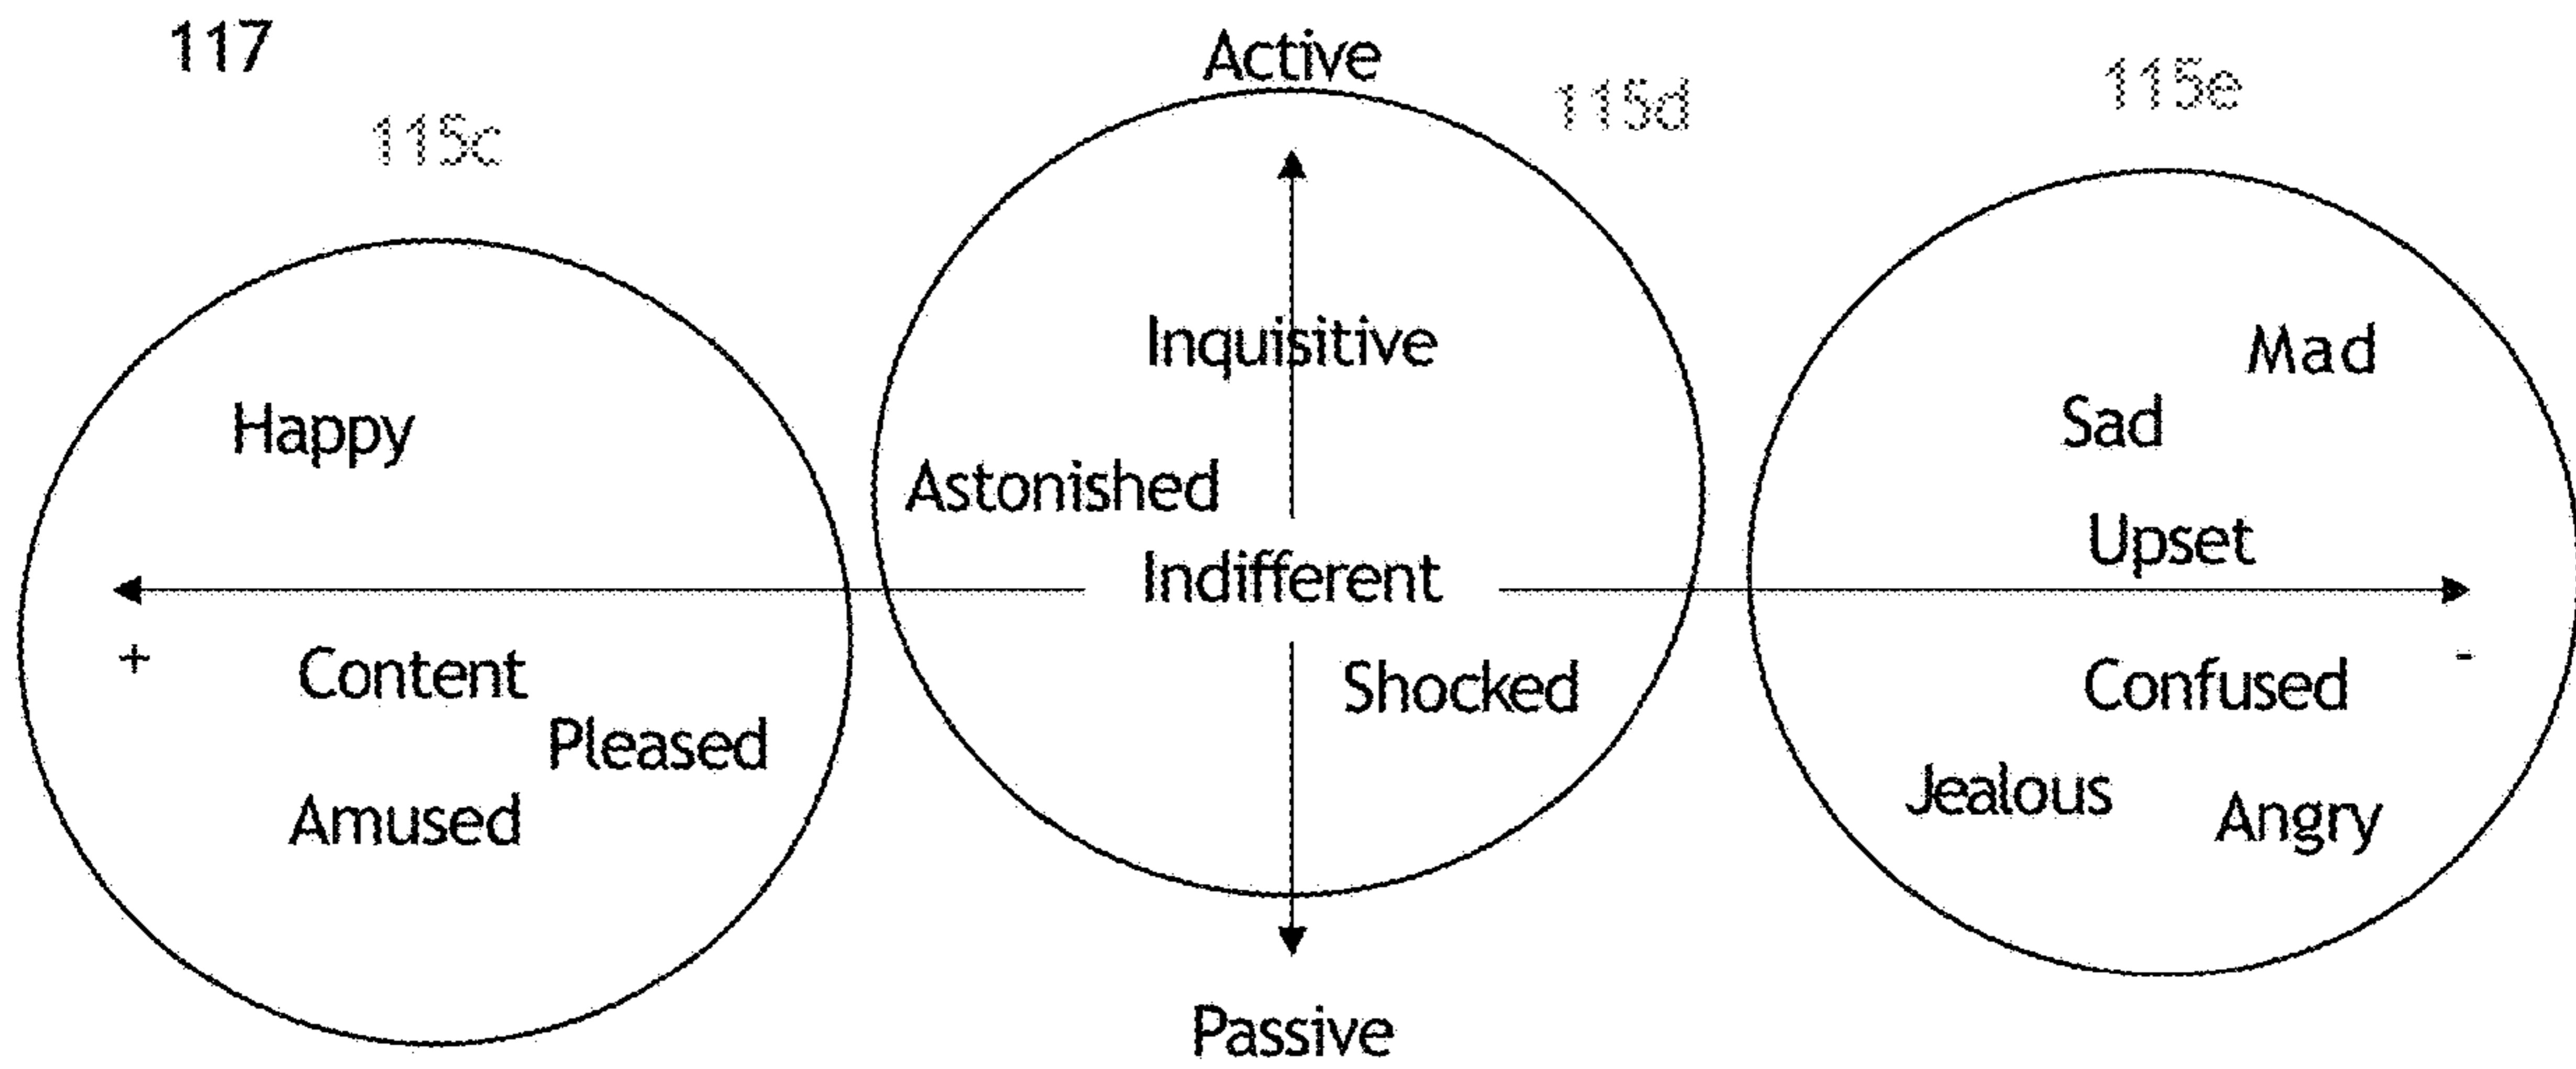 117
Active
115c
115d
115e
Happy
Inquisitive
Astonished
Indifferent
Mad
Sad
Upset
+
Content
Pleased
Amused
Shocked
-
Confused
Jealous
Angry
Passive